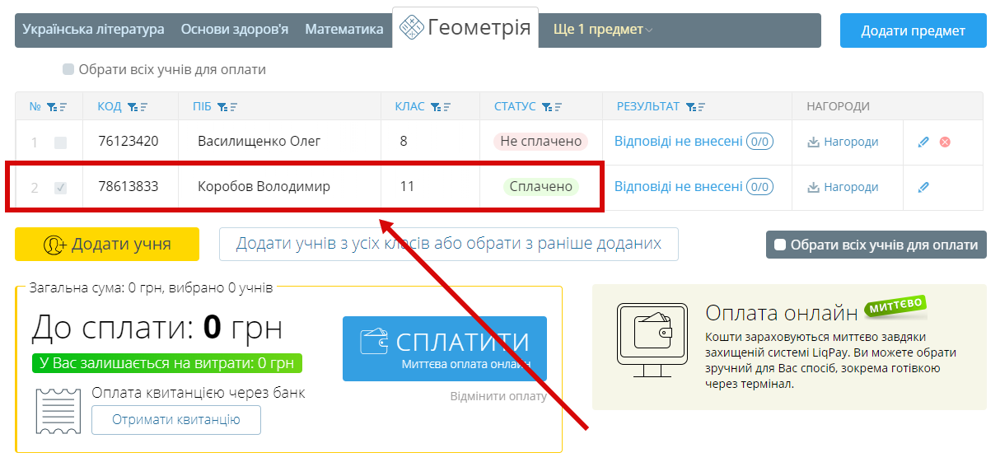 Українська література Основи здоров'я Математика Геометрія Ще 1 предмет Додати предмет
Обрати всіх учнів для оплати
№ КОД ПІБ КЛАС СТАТУС РЕЗУЛЬТАТ НАГОРОДИ
1 76123420 Василищенко Олег 8 Не сплачено Відповіді не внесені 0/0 Нагороди
2 78613833 Коробов Володимир 11 Сплачено Відповіді не внесені 0/0 Нагороди
Додати учня Додати учнів з усіх класів або обрати з раніше доданих Обрати всіх учнів для оплати
Загальна сума: 0 грн, вибрано 0 учнів
До сплати: 0 грн
У Вас залишається на витрати: 0 грн
Оплата квитанцією через банк
Отримати квитанцію
СПЛАТИТИ
Миттєва оплата онлайн
Відмінити оплату
Оплата онлайн МИТТЄВО
Кошти зараховуються миттєво завдяки
захищеній системі LiqPay. Ви можете обрати
зручний для Вас спосіб, зокрема готівкою
через термінал.